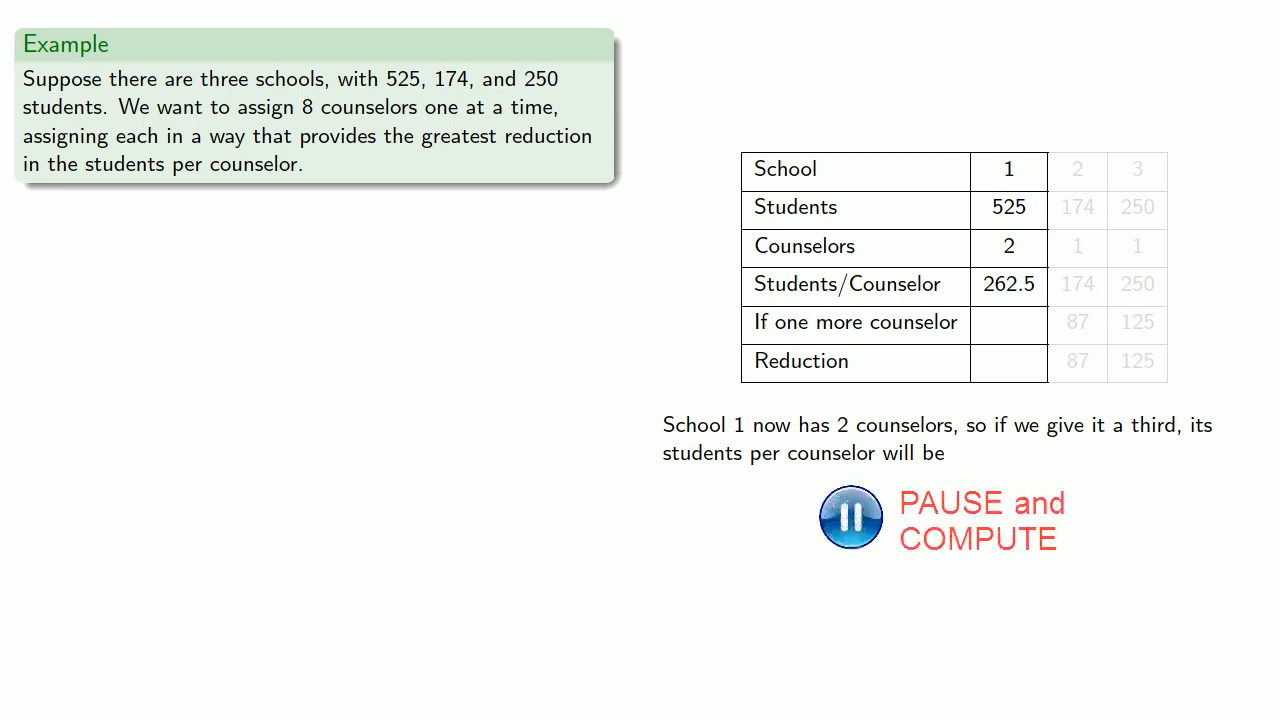 Example
Suppose there are three schools, with 525, 174, and 250
students. We want to assign 8 counselors one at a time,
assigning each in a way that provides the greatest reduction
in the students per counselor.
School 1 2 3
Students 525 174 250
Counselors 2 1 1
Students/Counselor 262.5 174 250
If one more counselor 87 125
Reduction 87 125
School 1 now has 2 counselors, so if we give it a third, its
students per counselor will be
PAUSE and
COMPUTE